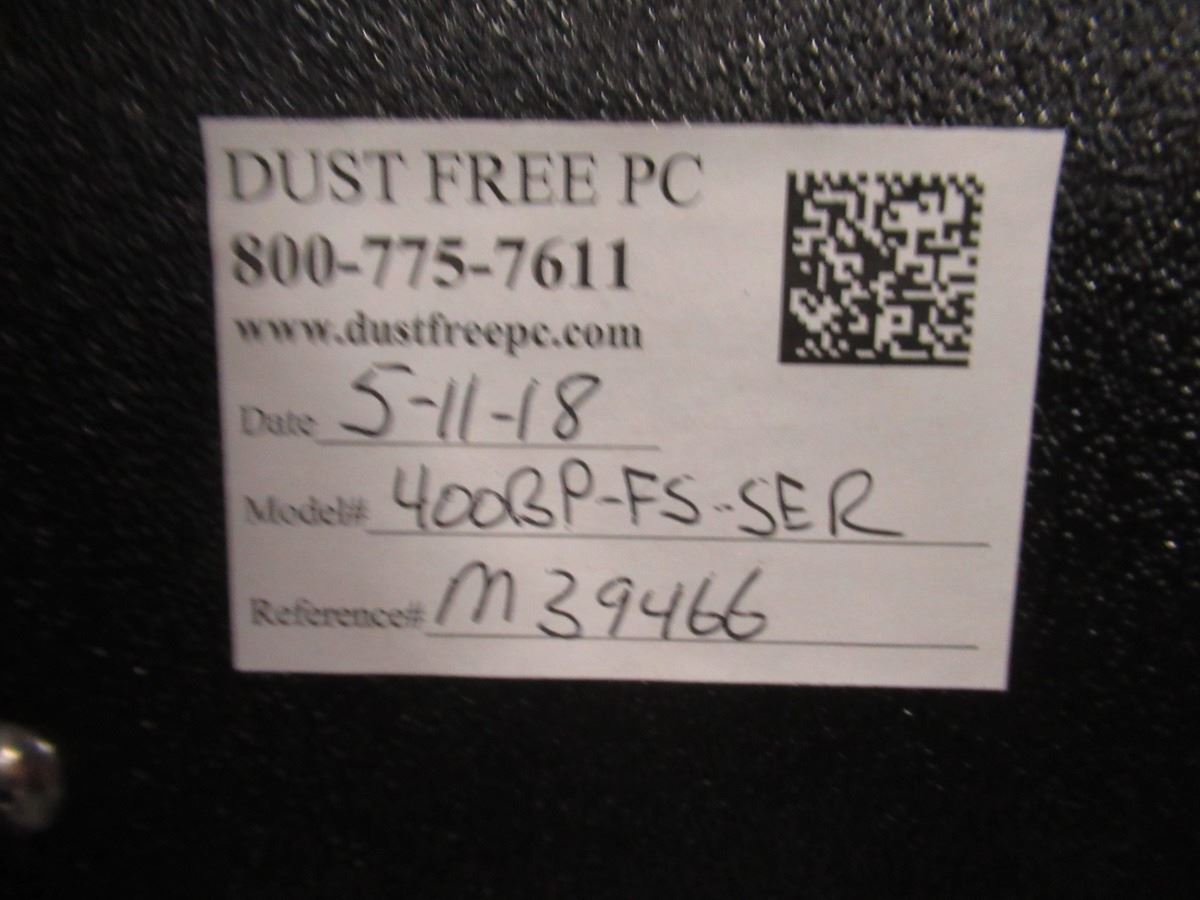 DUST FREE PC
800-775-7611
www.dustfreepc.com
Date 5-11-18
Model# 400BP-FS-SER
Reference# M39466